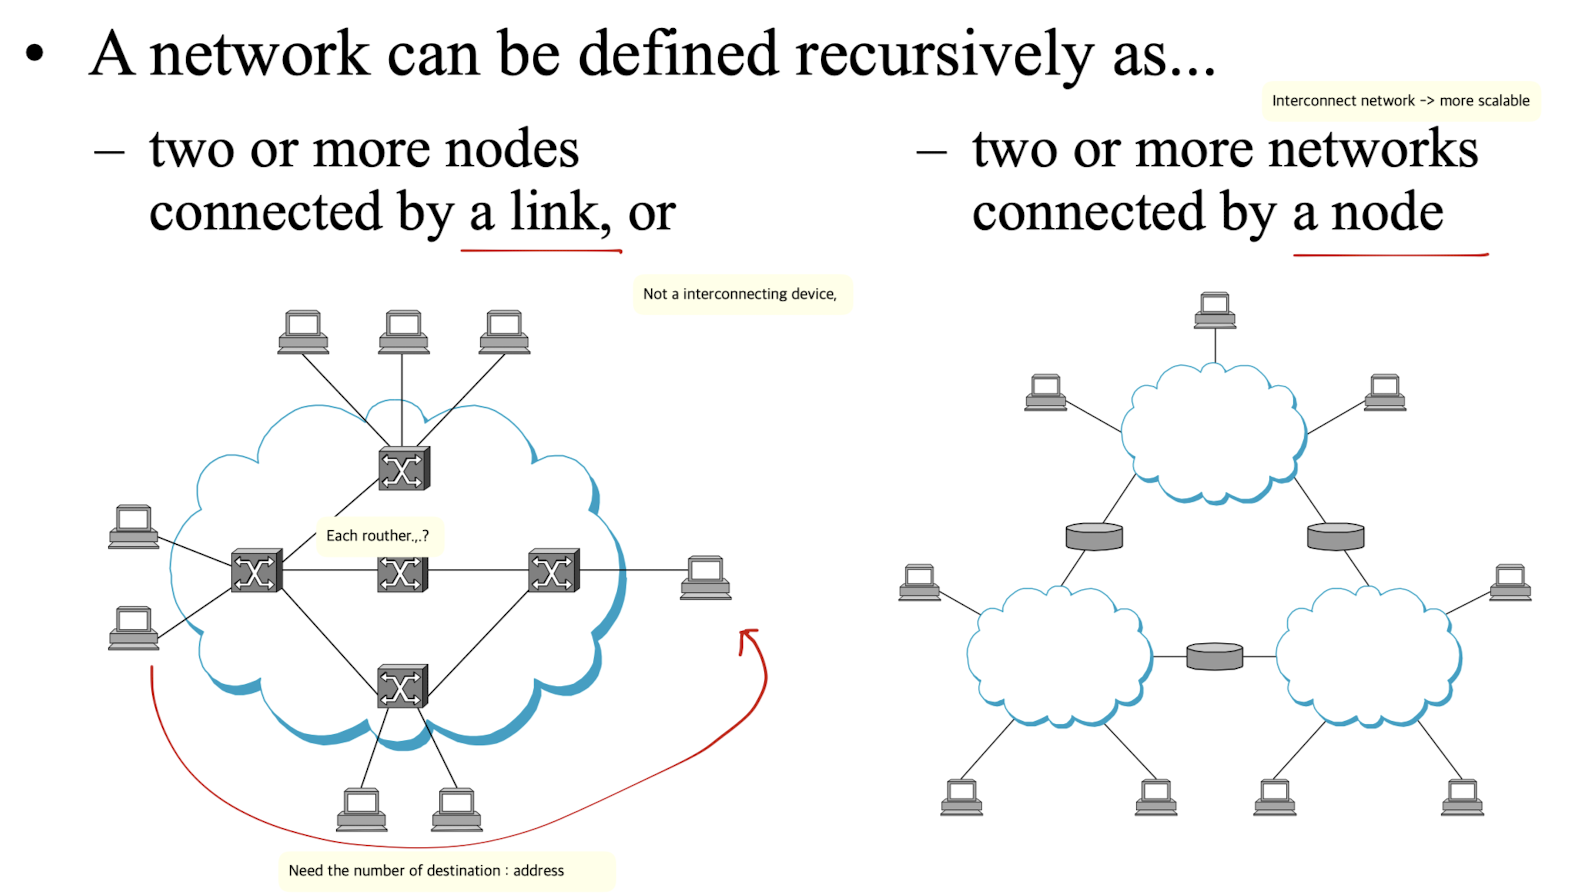 • A network can be defined recursively as...
Interconnect network -> more scalable
– two or more nodes
connected by a link, or
– two or more networks
connected by a node
Not a interconnecting device,
Each routher.,.?
Need the number of destination : address